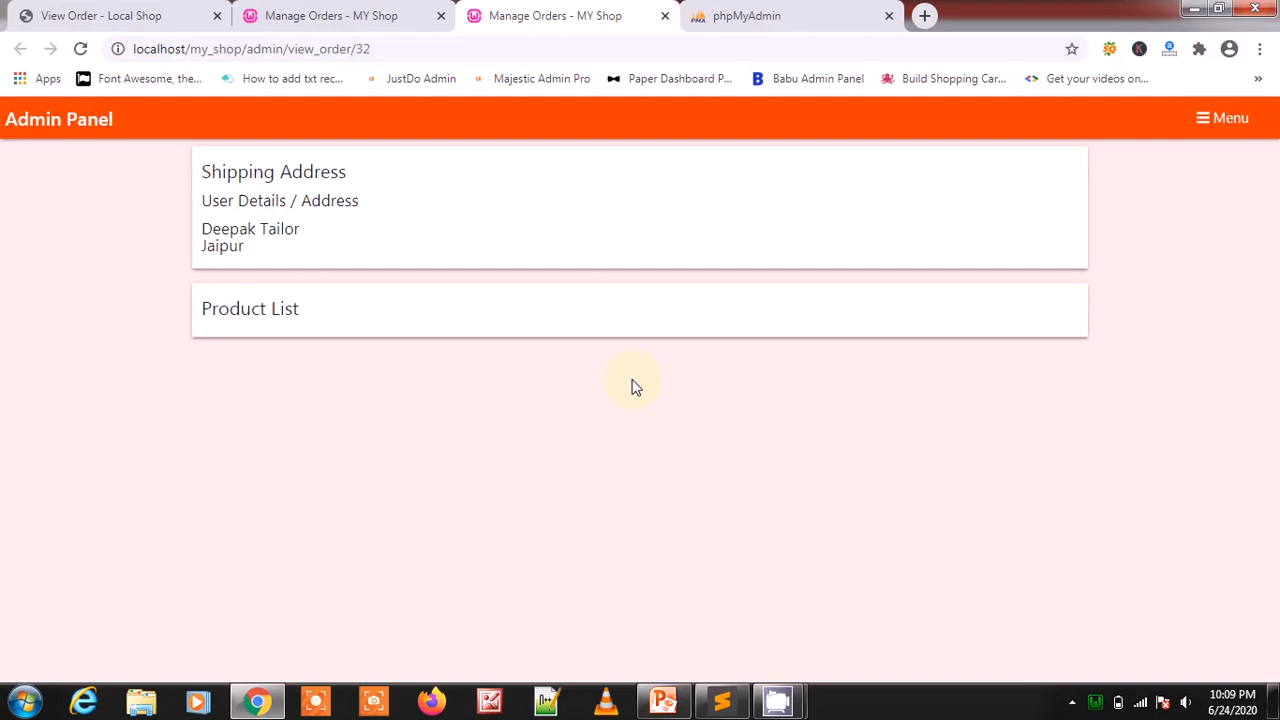 View Order - Local Shop
Manage Orders - MY Shop
Manage Orders - MY Shop
phpMyAdmin
localhost/my_shop/admin/view_order/32
Apps
Font Awesome, the...
How to add txt rec...
JustDo Admin
Majestic Admin Pro
Paper Dashboard P...
Babu Admin Panel
Build Shopping Car...
Get your videos on...
Admin Panel
Menu
Shipping Address
User Details / Address
Deepak Tailor
Jaipur
Product List
10:09 PM
6/24/2020